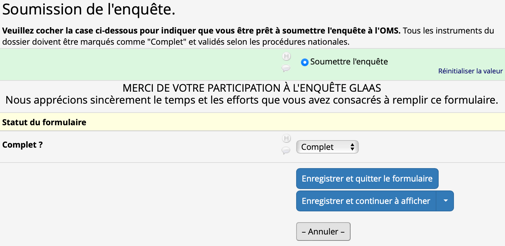 Soumission de l'enquête.
Veuillez cocher la case ci-dessous pour indiquer que vous être prêt à soumettre l'enquête à l'OMS. Tous les instruments du
dossier doivent être marqués comme "Complet" et validés selon les procédures nationales.
Soumettre l'enquête
Réinitialiser la valeur
MERCI DE VOTRE PARTICIPATION À L'ENQUÊTE GLAAS
Nous apprécions sincèrement le temps et les efforts que vous avez consacrés à remplir ce formulaire.
Statut du formulaire
Complet ?
Complet
Enregistrer et quitter le formulaire
Enregistrer et continuer à afficher
– Annuler –